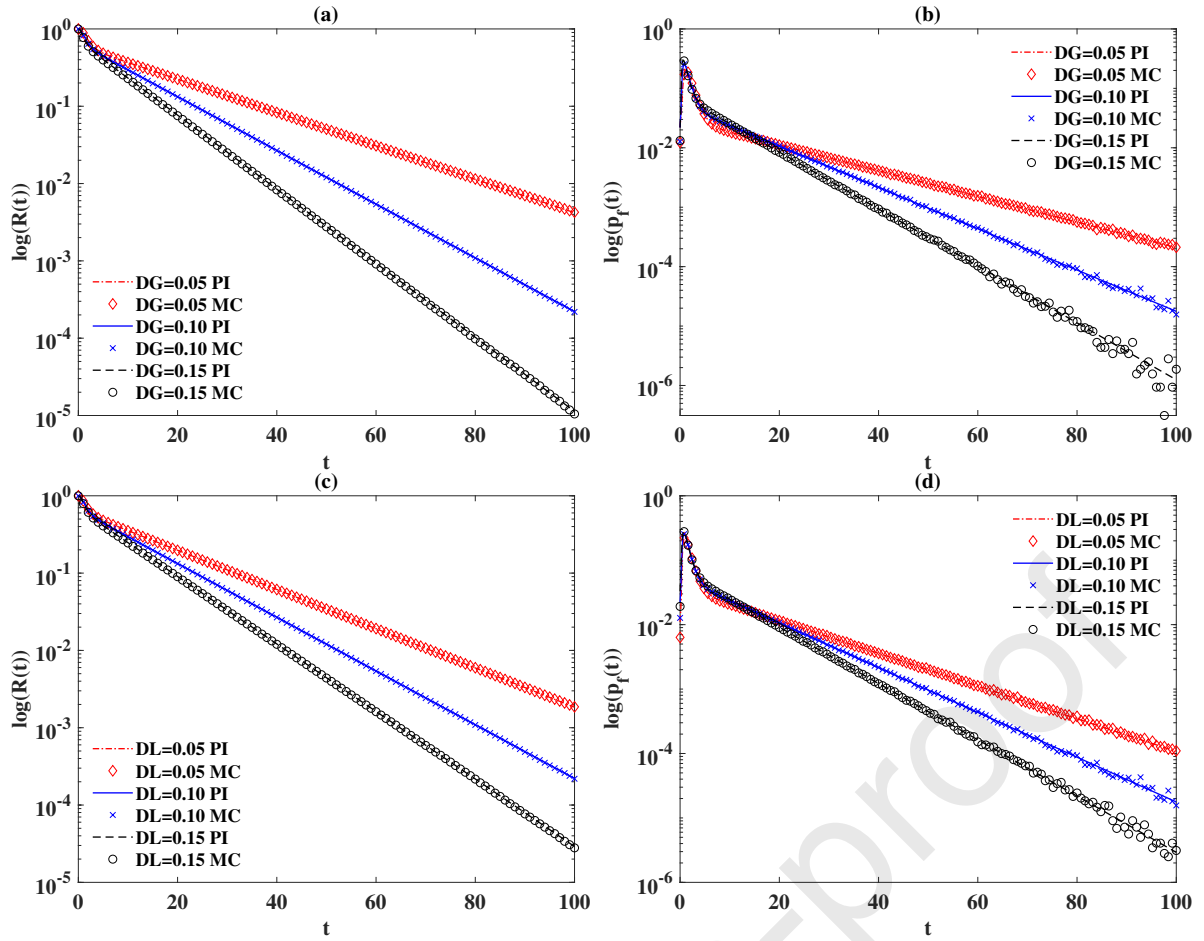 (a)
10^0
10^-1
10^-2
10^-3
10^-4
10^-5
log(R(t))
DG=0.05 PI
DG=0.05 MC
DG=0.10 PI
DG=0.10 MC
DG=0.15 PI
DG=0.15 MC
0 20 40 60 80 100
t
(b)
10^0
10^-2
10^-4
10^-6
log(p_f(t))
DG=0.05 PI
DG=0.05 MC
DG=0.10 PI
DG=0.10 MC
DG=0.15 PI
DG=0.15 MC
0 20 40 60 80 100
t
(c)
10^0
10^-1
10^-2
10^-3
10^-4
10^-5
log(R(t))
DL=0.05 PI
DL=0.05 MC
DL=0.10 PI
DL=0.10 MC
DL=0.15 PI
DL=0.15 MC
0 20 40 60 80 100
t
(d)
10^0
10^-2
10^-4
10^-6
log(p_f(t))
DL=0.05 PI
DL=0.05 MC
DL=0.10 PI
DL=0.10 MC
DL=0.15 PI
DL=0.15 MC
0 20 40 60 80 100
t
-proof